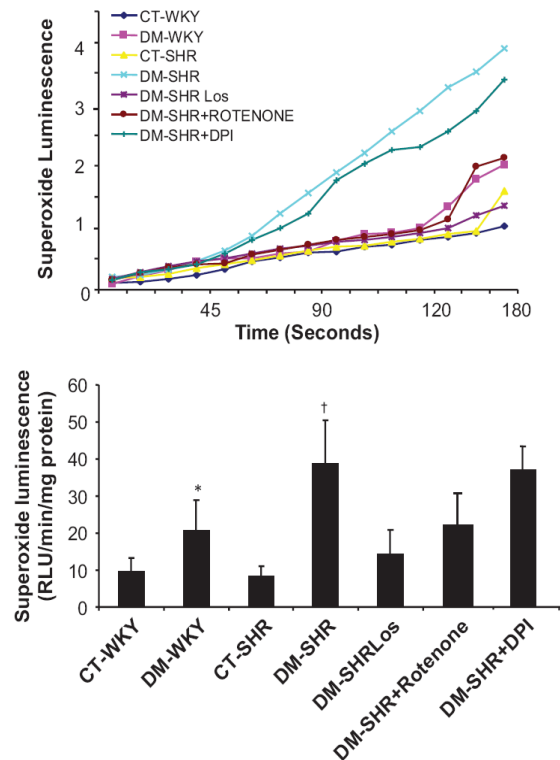 CT-WKY
DM-WKY
CT-SHR
DM-SHR
DM-SHR Los
DM-SHR+ROTENONE
DM-SHR+DPI
Superoxide Luminescence
4
3
2
1
0
45
90
120
180
Time (Seconds)
Superoxide luminescence
(RLU/min/mg protein)
60
50
40
30
20
10
0
*
†
CT-WKY
DM-WKY
CT-SHR
DM-SHR
DM-SHRLos
DM-SHR+Rotenone
DM-SHR+DPI